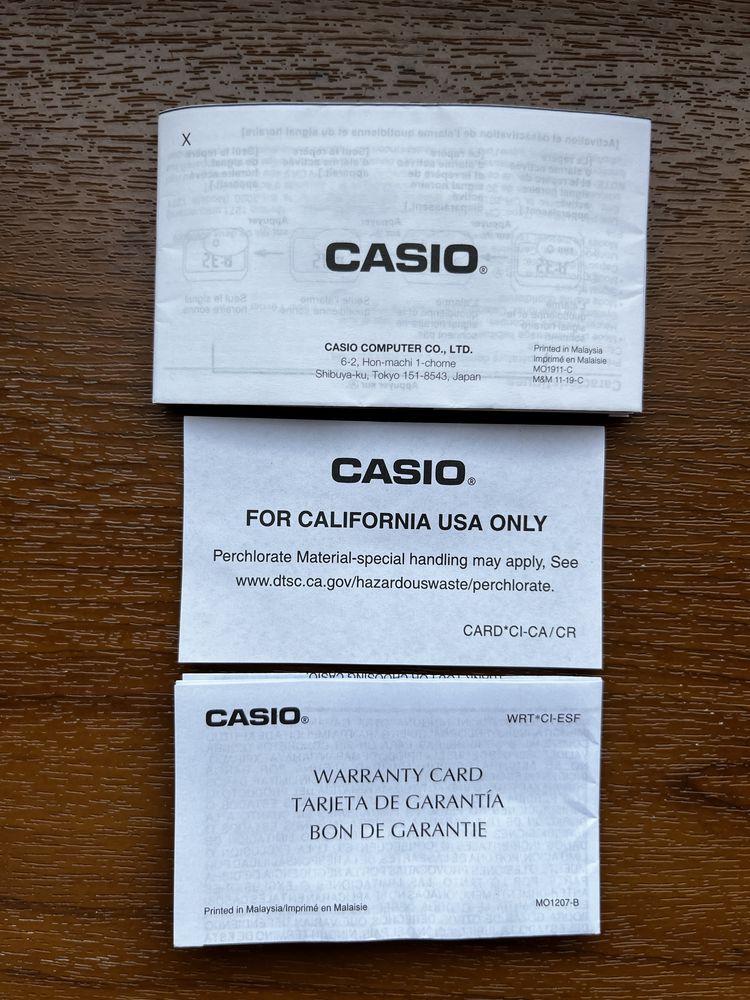 X
CASIO®
CASIO COMPUTER CO., LTD.
6-2, Hon-machi 1-chome
Shibuya-ku, Tokyo 151-8543, Japan
Printed in Malaysia
Imprimé en Malaisie
MO1911-C
M&M 11-19-C
CASIO®
FOR CALIFORNIA USA ONLY
Perchlorate Material-special handling may apply, See
www.dtsc.ca.gov/hazardouswaste/perchlorate.
CARD*CI-CA/CR
CASIO®
WRT*CI-ESF
WARRANTY CARD
TARJETA DE GARANTÍA
BON DE GARANTIE
Printed in Malaysia/Imprimé en Malaisie
MO1207-B